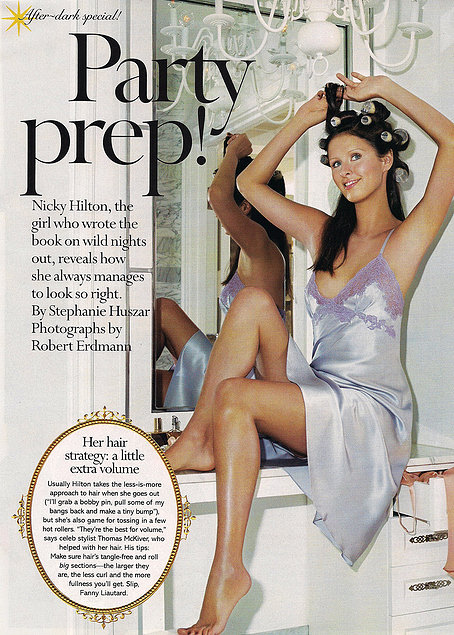 After-dark special!
Party
prep!
Nicky Hilton, the
girl who wrote the
book on wild nights
out, reveals how
she always manages
to look so right.
By Stephanie Huszar
Photographs by
Robert Erdmann
Her hair
strategy: a little
extra volume
Usually Hilton takes the less-is-more
approach to hair when she goes out
("I'll grab a bobby pin, pull some of my
bangs back and make a tiny bump"),
but she's also game for tossing in a few
hot rollers. "They're the best for volume,"
says celeb stylist Thomas McKiver, who
helped with her hair. His tips:
Make sure hair's tangle-free and roll
big sections—the larger they
are, the less curl and the more
fullness you'll get. Slip,
Fanny Liautard.